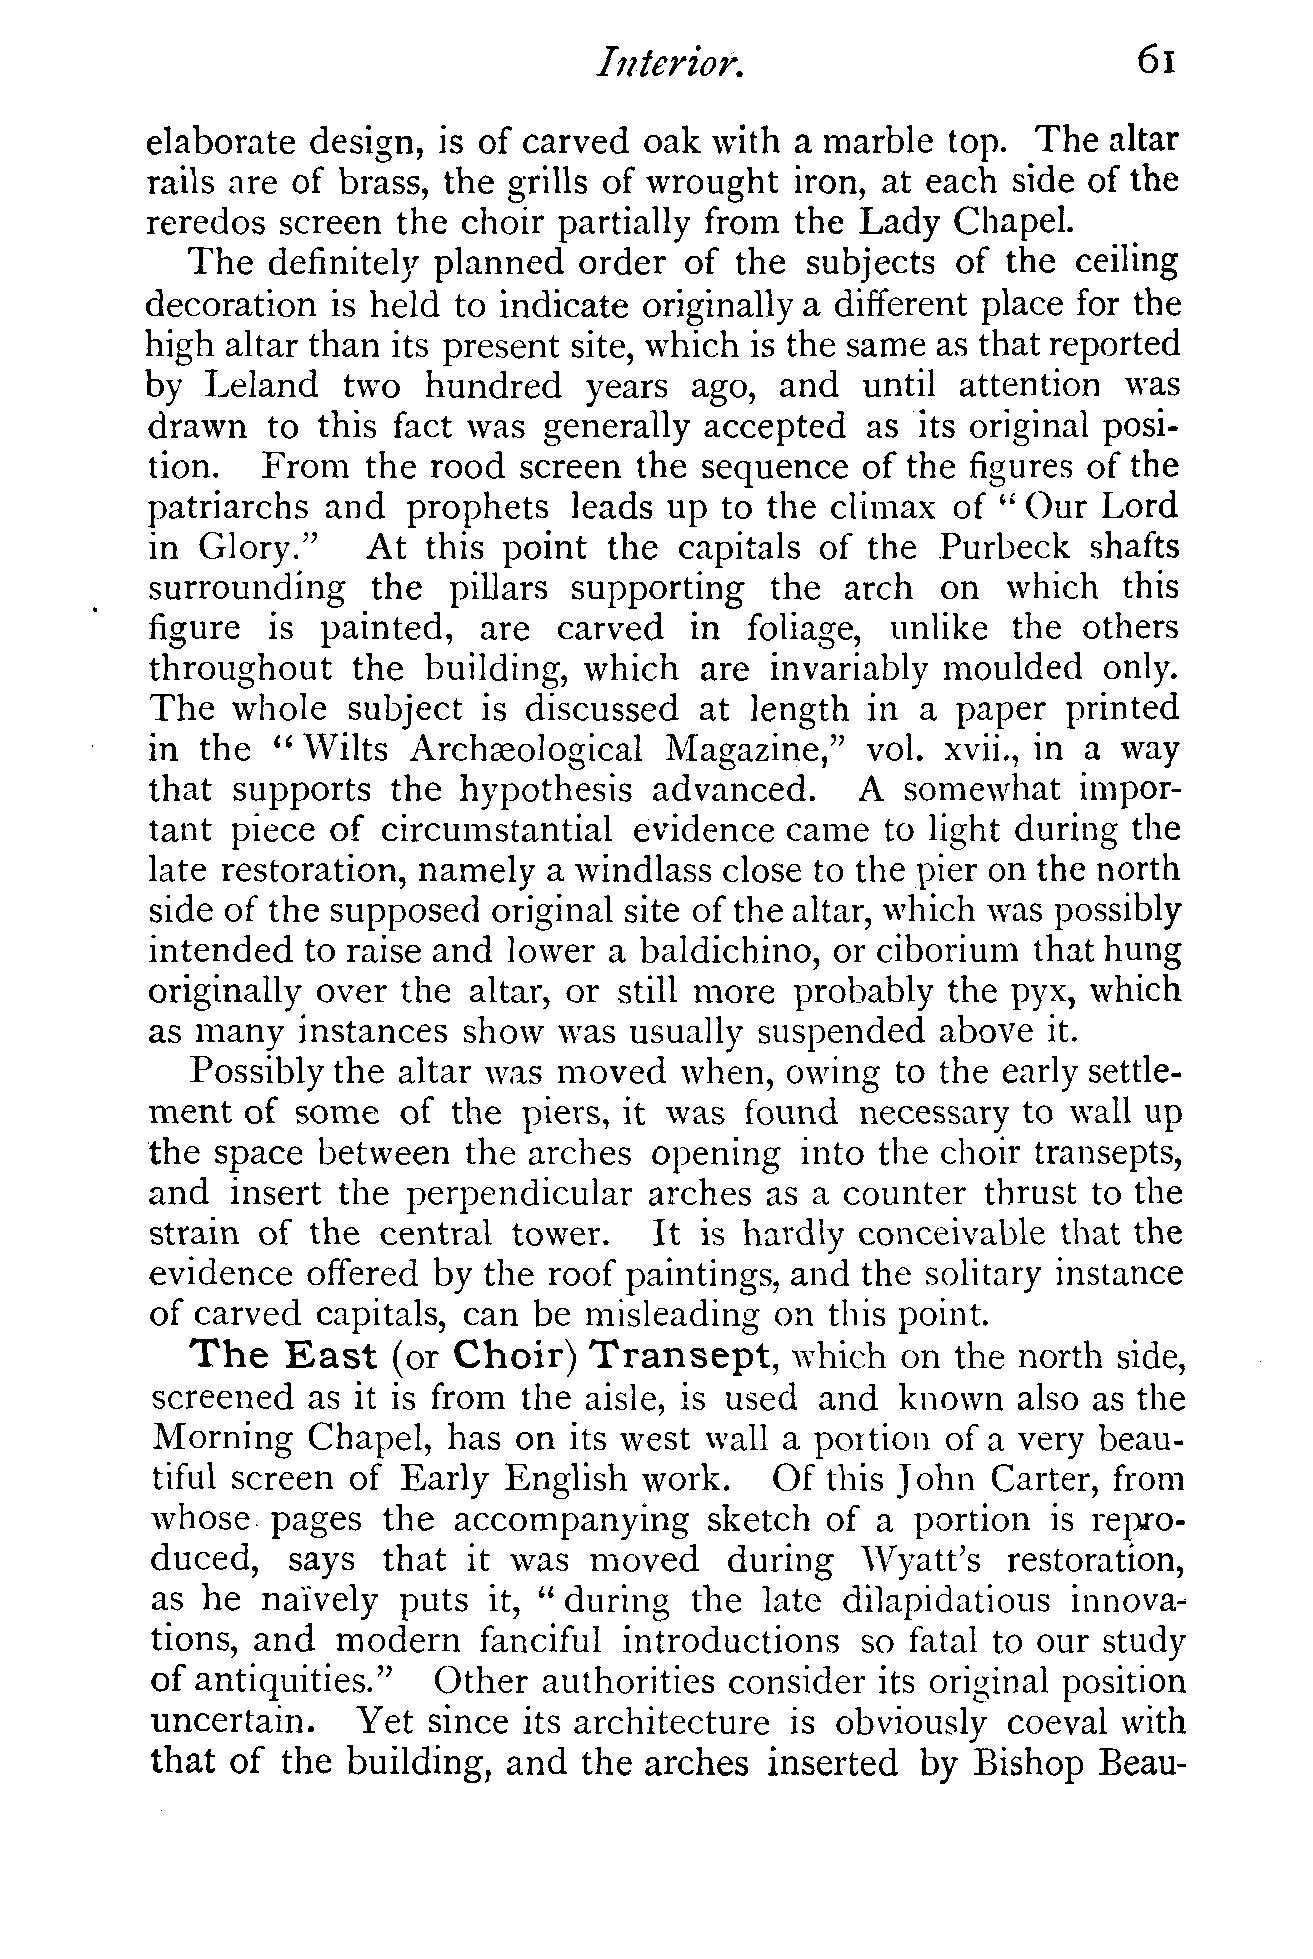 Interior. 61
elaborate design, is of carved oak with a marble top. The altar
rails are of brass, the grills of wrought iron, at each side of the
reredos screen the choir partially from the Lady Chapel.
The definitely planned order of the subjects of the ceiling
decoration is held to indicate originally a different place for the
high altar than its present site, which is the same as that reported
by Leland two hundred years ago, and until attention was
drawn to this fact was generally accepted as its original posi-
tion. From the rood screen the sequence of the figures of the
patriarchs and prophets leads up to the climax of "Our Lord
in Glory." At this point the capitals of the Purbeck shafts
surrounding the pillars supporting the arch on which this
figure is painted, are carved in foliage, unlike the others
throughout the building, which are invariably moulded only.
The whole subject is discussed at length in a paper printed
in the "Wilts Archæological Magazine," vol. xvii., in a way
that supports the hypothesis advanced. A somewhat impor-
tant piece of circumstantial evidence came to light during the
late restoration, namely a windlass close to the pier on the north
side of the supposed original site of the altar, which was possibly
intended to raise and lower a baldichino, or ciborium that hung
originally over the altar, or still more probably the pyx, which
as many instances show was usually suspended above it.
Possibly the altar was moved when, owing to the early settle-
ment of some of the piers, it was found necessary to wall up
the space between the arches opening into the choir transepts,
and insert the perpendicular arches as a counter thrust to the
strain of the central tower. It is hardly conceivable that the
evidence offered by the roof paintings, and the solitary instance
of carved capitals, can be misleading on this point.
The East (or Choir) Transept, which on the north side,
screened as it is from the aisle, is used and known also as the
Morning Chapel, has on its west wall a portion of a very beau-
tiful screen of Early English work. Of this John Carter, from
whose pages the accompanying sketch of a portion is repro-
duced, says that it was moved during Wyatt's restoration,
as he naïvely puts it, "during the late dilapidatious innova-
tions, and modern fanciful introductions so fatal to our study
of antiquities." Other authorities consider its original position
uncertain. Yet since its architecture is obviously coeval with
that of the building, and the arches inserted by Bishop Beau-